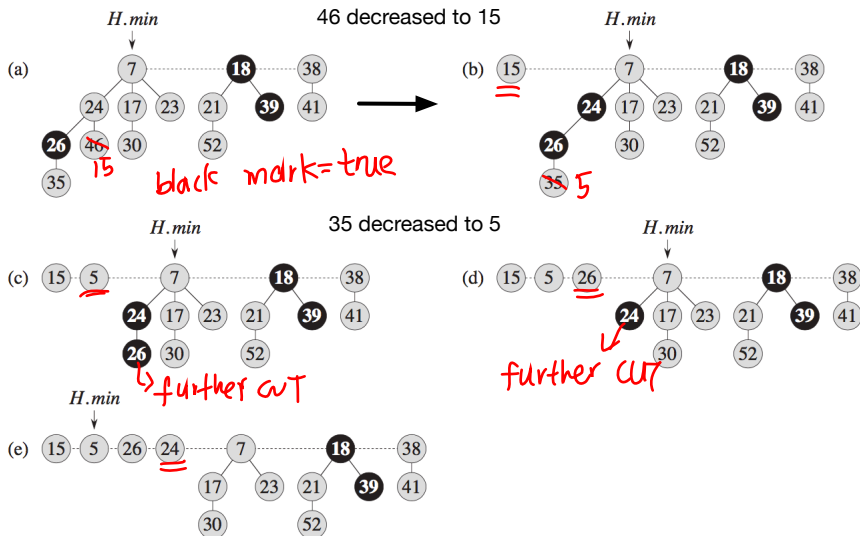 46 decreased to 15
H.min
(a) 7 18 38
24 17 23 21 39 41
26 46 30 52
15
35
black mark=true
(b) 15 7 18 38
24 17 23 21 39 41
26 30 52
35 5
35 decreased to 5
H.min
(c) 15 5 7 18 38
24 17 23 21 39 41
26 30 52
further cut
H.min
(d) 15 5 26 7 18 38
24 17 23 21 39 41
30 52
further cut
H.min
(e) 15 5 26 24 7 18 38
17 23 21 39 41
30 52
H.min